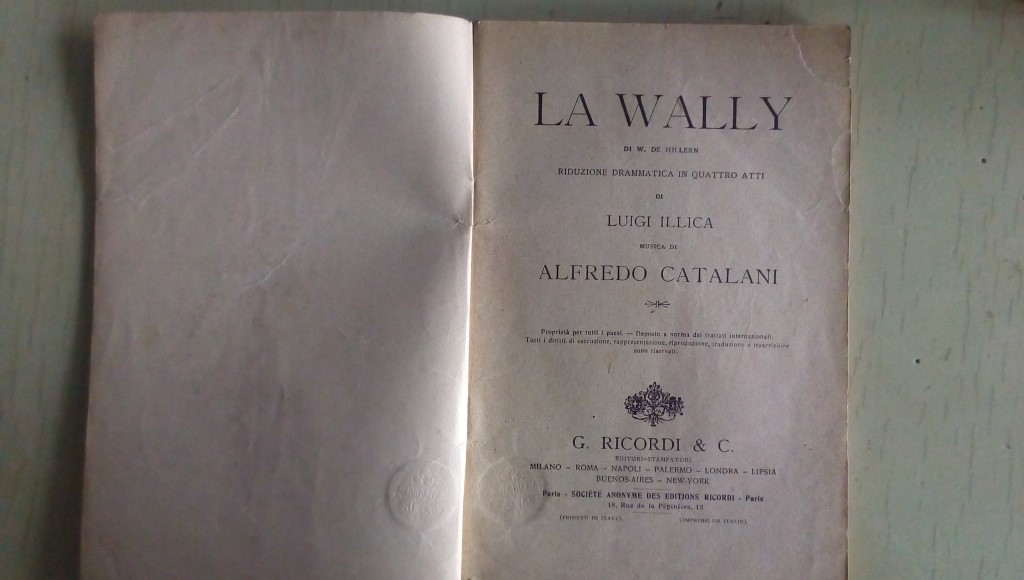 LA WALLY
DI W. DE HILLERN
RIDUZIONE DRAMMATICA IN QUATTRO ATTI
DI
LUIGI ILLICA
MUSICA DI
ALFREDO CATALANI
Proprietà per tutti i paesi. — Deposto a norma dei trattati internazionali.
Tutti i diritti di esecuzione, rappresentazione, riproduzione, traduzione e trascrizione
sono riservati.
G. RICORDI & C.
EDITORI-STAMPATORI
MILANO – ROMA – NAPOLI – PALERMO – LONDRA – LIPSIA
BUENOS-AIRES – NEW-YORK
Paris - SOCIÉTÉ ANONYME DES EDITIONS RICORDI - Paris
18, Rue de la Pépinière, 18
(PRINTED IN ITALY). (IMPRIMÉ EN ITALIE).